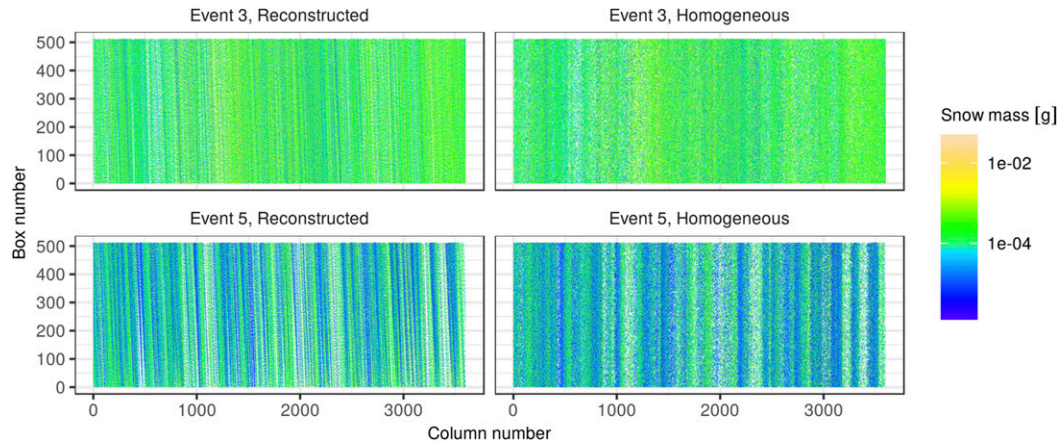 Event 3, Reconstructed
Event 3, Homogeneous
500
400
300
200
100
0
Event 5, Reconstructed
Event 5, Homogeneous
500
400
300
200
100
0
0 1000 2000 3000
0 1000 2000 3000
Box number
Column number
Snow mass [g]
1e-02
1e-04